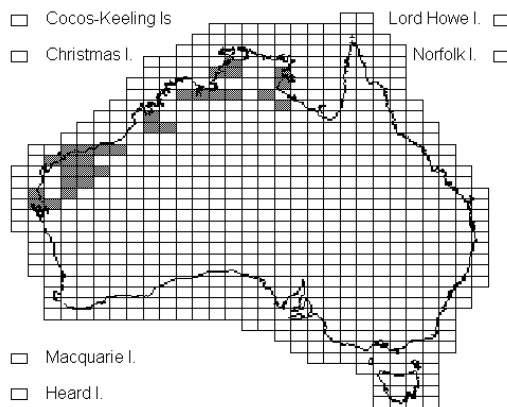 Cocos-Keeling Is
Lord Howe I.
Christmas I.
Norfolk I.
Macquarie I.
Heard I.